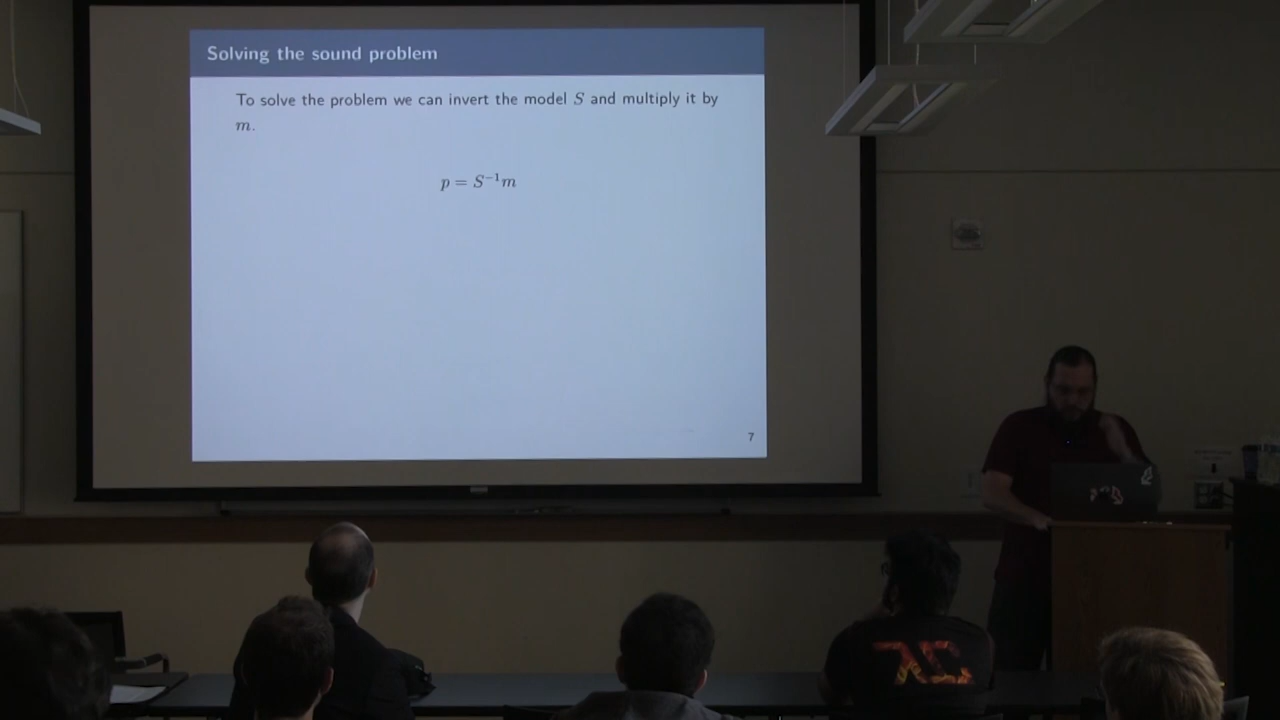 Solving the sound problem
To solve the problem we can invert the model S and multiply it by
m.
p = S⁻¹m
7